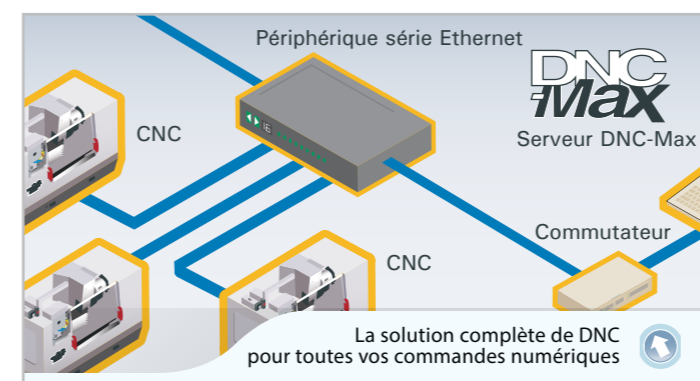 Périphérique série Ethernet
DNC
-Max
CNC
Serveur DNC-Max
Commutateur
CNC
La solution complète de DNC
pour toutes vos commandes numériques